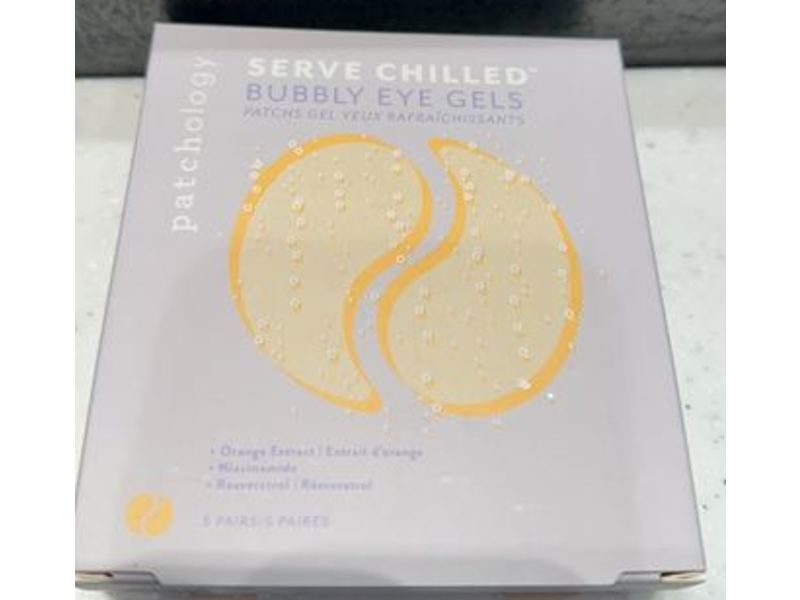 patchology
SERVE CHILLED™
BUBBLY EYE GELS
PATCHS GEL YEUX RAFRAÎCHISSANTS
• Orange Extract | Extrait d'orange
• Niacinamide
• Resverstrol | Résvératrol
5 PAIRS/5 PAIRES